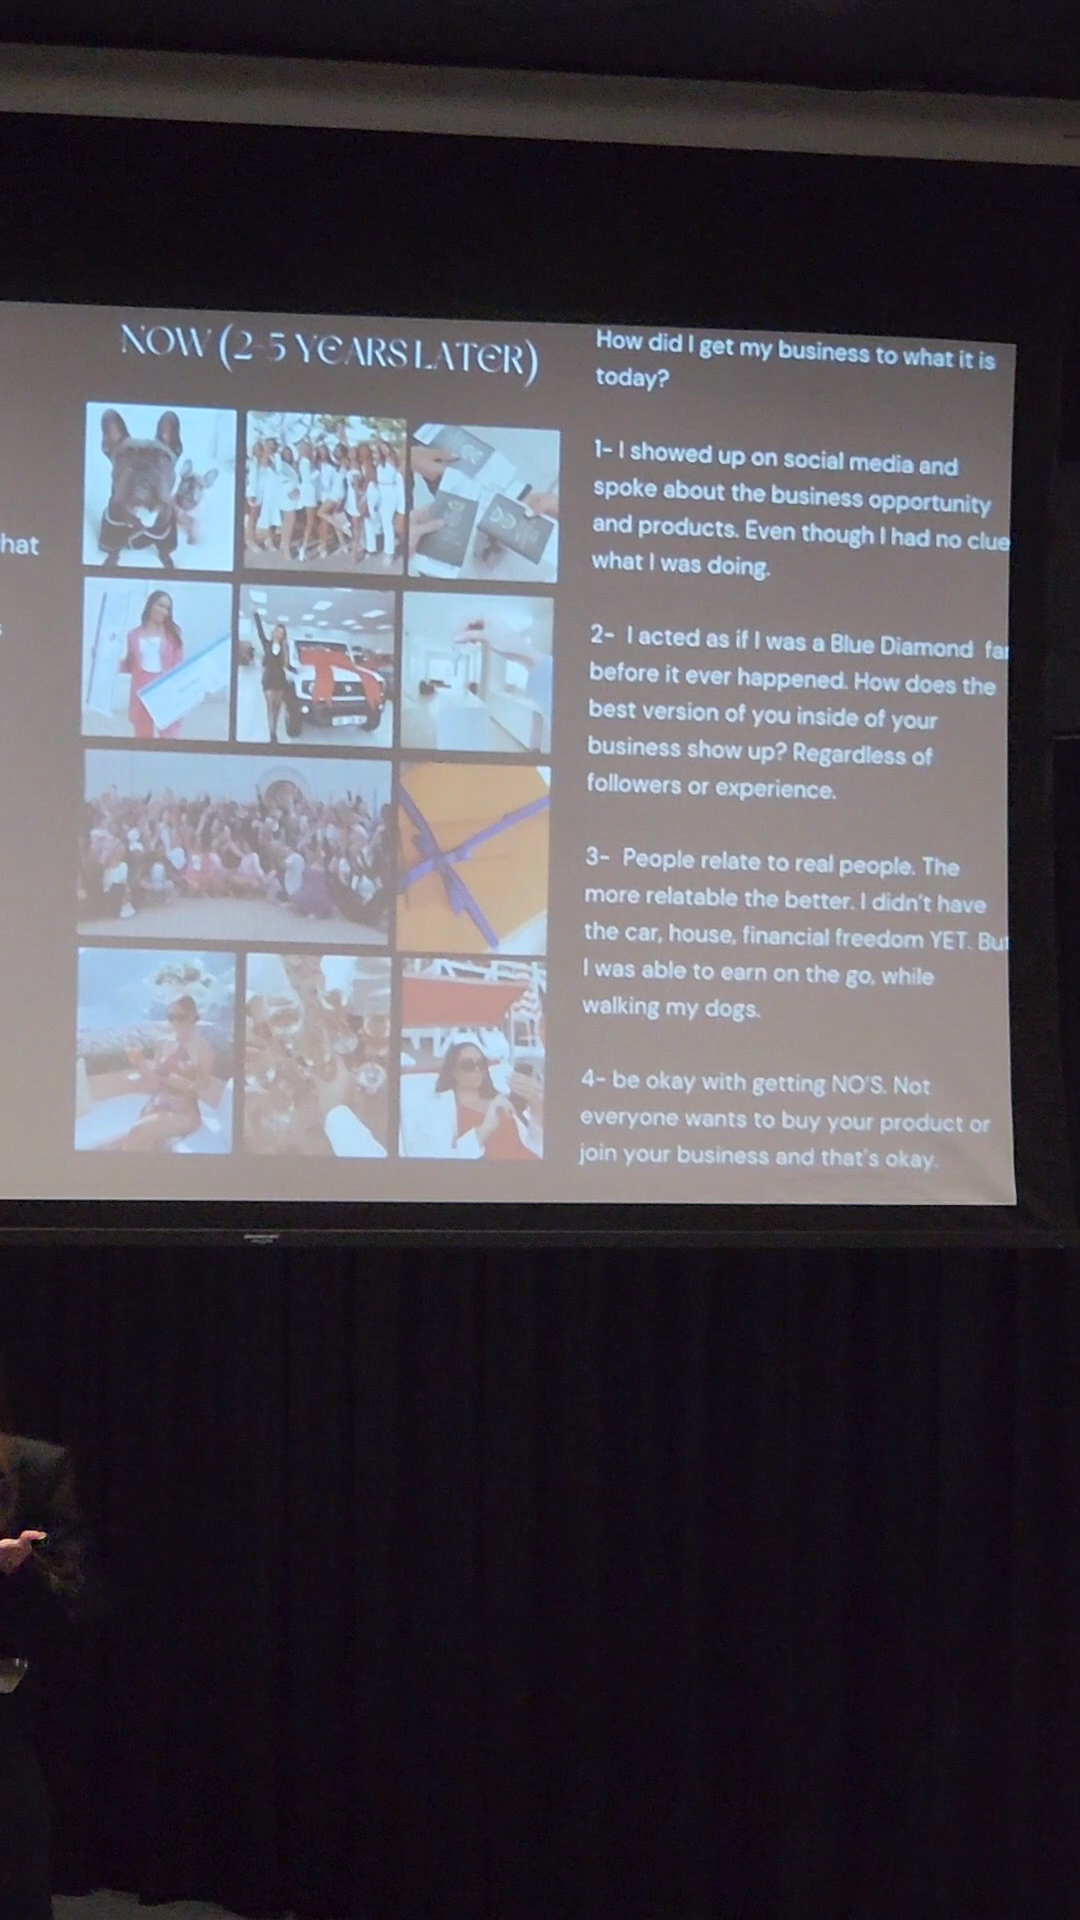 hat
NOW (2-5 YEARS LATER)
How did I get my business to what it is
today?
1- I showed up on social media and
spoke about the business opportunity
and products. Even though I had no clue
what I was doing.
2- I acted as if I was a Blue Diamond far
before it ever happened. How does the
best version of you inside of your
business show up? Regardless of
followers or experience.
3- People relate to real people. The
more relatable the better. I didn't have
the car, house, financial freedom YET. But
I was able to earn on the go, while
walking my dogs.
4- be okay with getting NO'S. Not
everyone wants to buy your product or
join your business and that's okay.